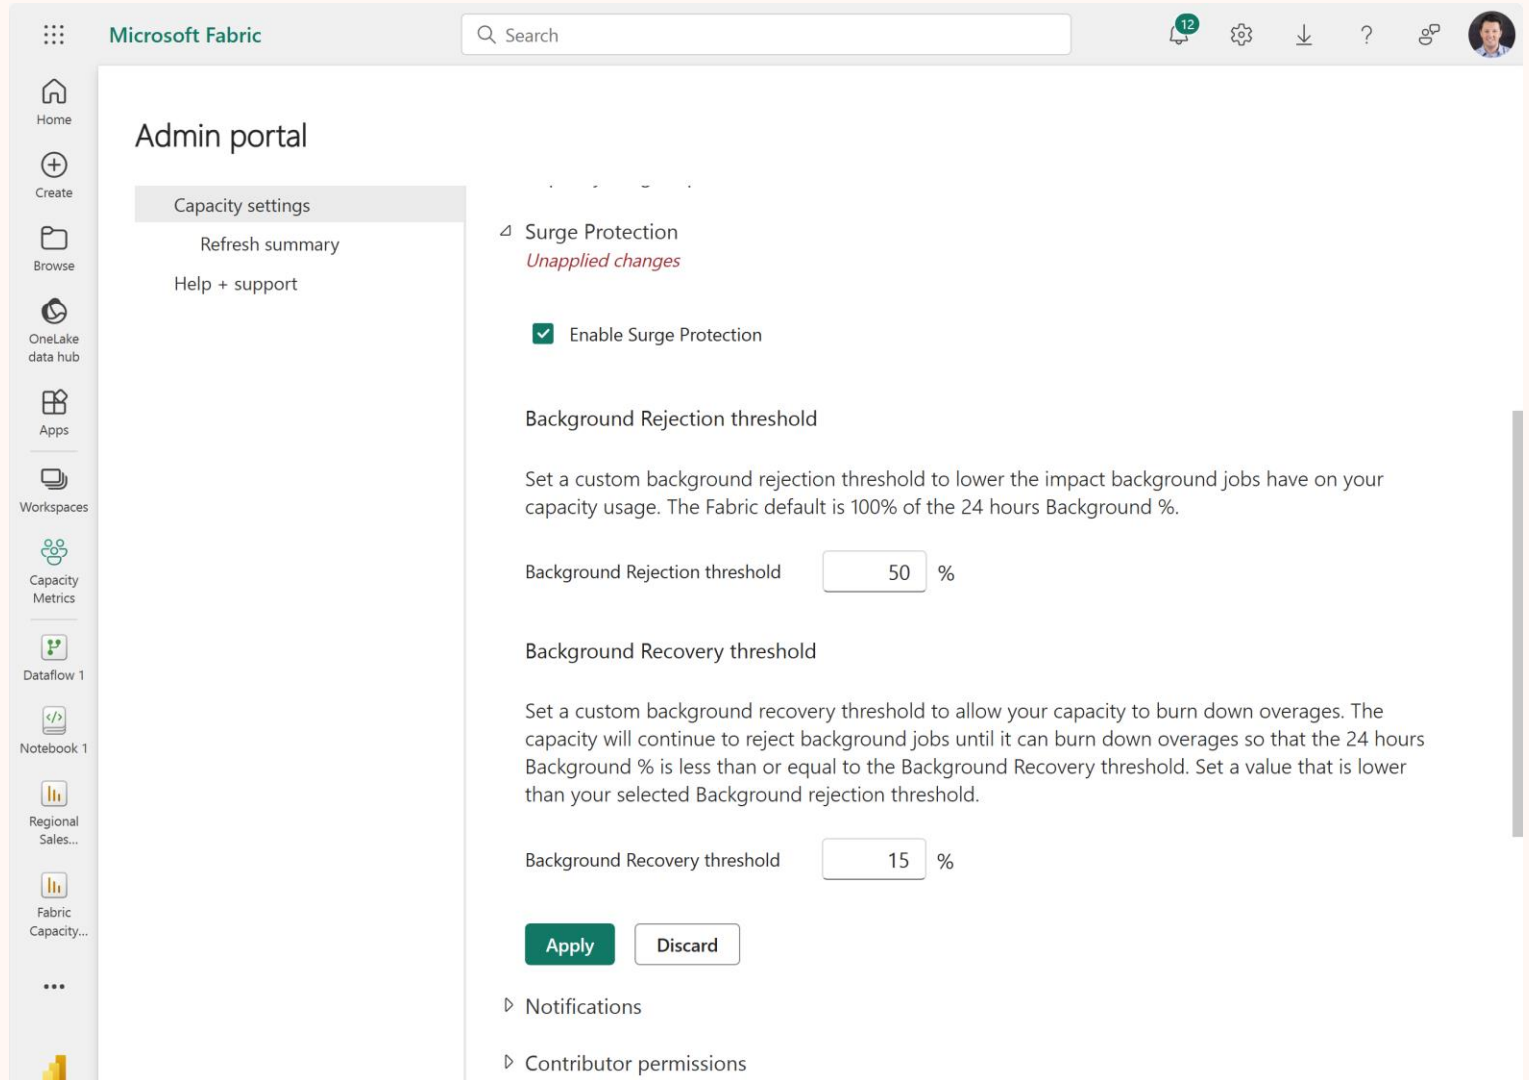 Microsoft Fabric
Search
12
Home
Create
Browse
OneLake
data hub
Apps
Workspaces
Capacity
Metrics
Dataflow 1
Notebook 1
Regional
Sales...
Fabric
Capacity...
Admin portal
Capacity settings
Refresh summary
Help + support
Surge Protection
Unapplied changes
Enable Surge Protection
Background Rejection threshold
Set a custom background rejection threshold to lower the impact background jobs have on your
capacity usage. The Fabric default is 100% of the 24 hours Background %.
Background Rejection threshold 50 %
Background Recovery threshold
Set a custom background recovery threshold to allow your capacity to burn down overages. The
capacity will continue to reject background jobs until it can burn down overages so that the 24 hours
Background % is less than or equal to the Background Recovery threshold. Set a value that is lower
than your selected Background rejection threshold.
Background Recovery threshold 15 %
Apply Discard
Notifications
Contributor permissions